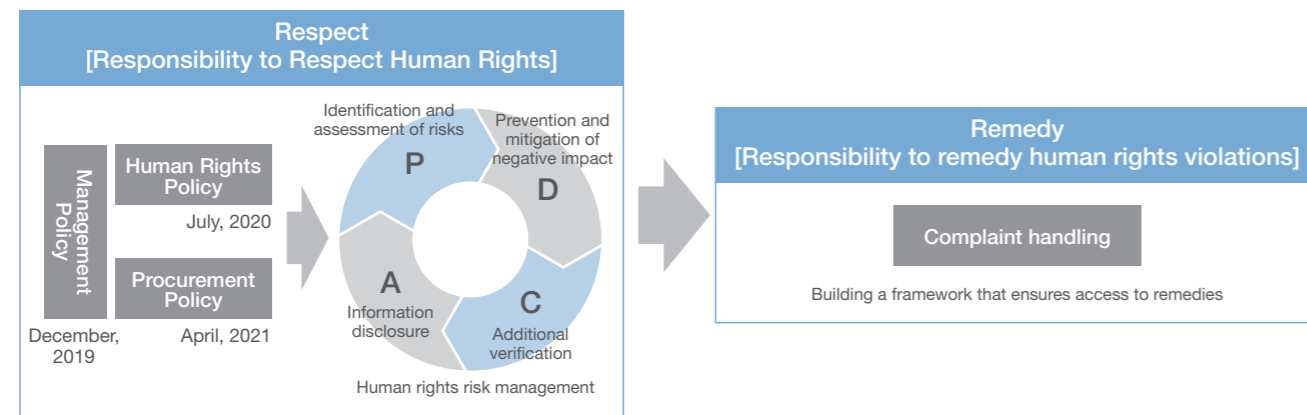 Respect
[Responsibility to Respect Human Rights]
Management
Policy
December,
2019
Human Rights
Policy
July, 2020
Procurement
Policy
April, 2021
Identification and
assessment of risks
P
Prevention and
mitigation of
negative impact
D
C
Additional
verification
A
Information
disclosure
Human rights risk management
Remedy
[Responsibility to remedy human rights violations]
Complaint handling
Building a framework that ensures access to remedies